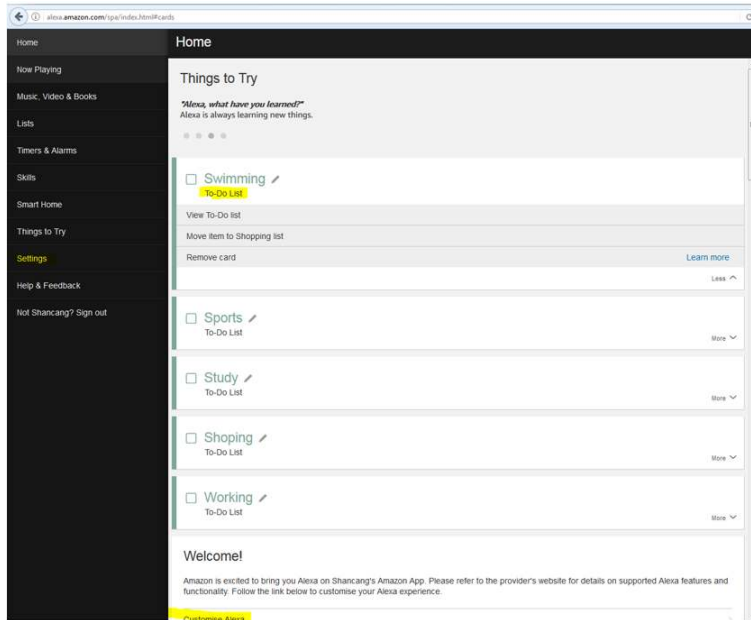 alexa.amazon.com/spa/index.html#cards
Home
Now Playing
Music, Video & Books
Lists
Timers & Alarms
Skills
Smart Home
Things to Try
Settings
Help & Feedback
Not Shancang? Sign out
Home
Things to Try
"Alexa, what have you learned?"
Alexa is always learning new things.
Swimming
To-Do List
View To-Do list
Move item to Shopping list
Remove card Learn more
Less
Sports
To-Do List
More
Study
To-Do List
More
Shoping
To-Do List
More
Working
To-Do List
More
Welcome!
Amazon is excited to bring you Alexa on Shancang's Amazon App. Please refer to the provider's website for details on supported Alexa features and
functionality. Follow the link below to customise your Alexa experience.
Customise Alexa